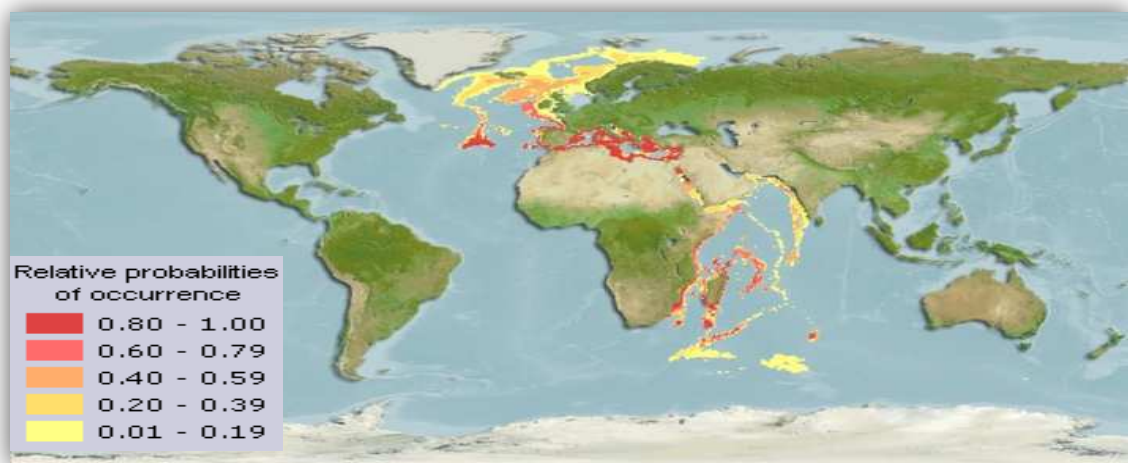 Relative probabilities
of occurrence
0.80 - 1.00
0.60 - 0.79
0.40 - 0.59
0.20 - 0.39
0.01 - 0.19